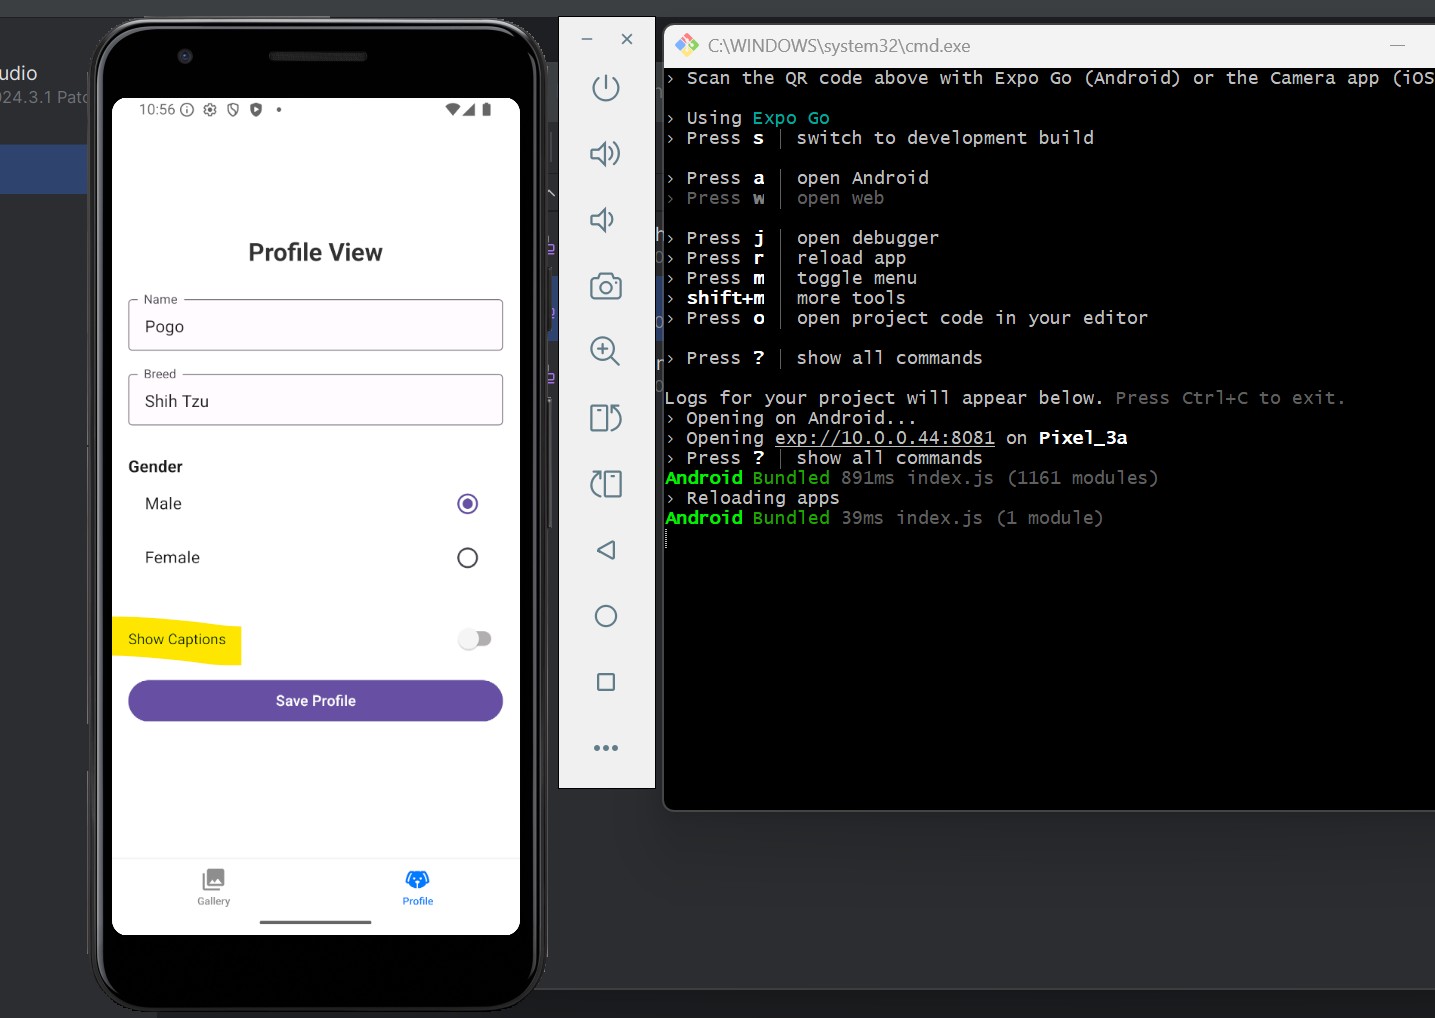 udio
024.3.1 Patc
10:56
Profile View
Name
Pogo
Breed
Shih Tzu
Gender
Male
Female
Show Captions
Save Profile
Gallery
Profile
C:\WINDOWS\system32\cmd.exe
› Scan the QR code above with Expo Go (Android) or the Camera app (iOS
› Using Expo Go
› Press s │ switch to development build
› Press a │ open Android
› Press w │ open web
› Press j │ open debugger
› Press r │ reload app
› Press m │ toggle menu
› shift+m │ more tools
› Press o │ open project code in your editor
› Press ? │ show all commands
Logs for your project will appear below. Press Ctrl+C to exit.
› Opening on Android...
› Opening exp://10.0.0.44:8081 on Pixel_3a
› Press ? │ show all commands
Android Bundled 891ms index.js (1161 modules)
› Reloading apps
Android Bundled 39ms index.js (1 module)